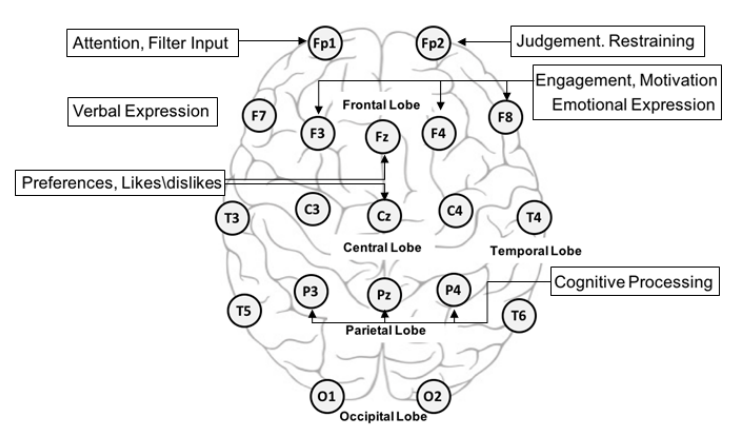 Attention, Filter Input
Fp1
Fp2
Judgement. Restraining
Engagement, Motivation
Emotional Expression
Frontal Lobe
Verbal Expression
F7
F3
Fz
F4
F8
Preferences, Likes\dislikes
T3
C3
Cz
C4
T4
Central Lobe
Temporal Lobe
Cognitive Processing
P3
Pz
P4
T5
T6
Parietal Lobe
O1
O2
Occipital Lobe